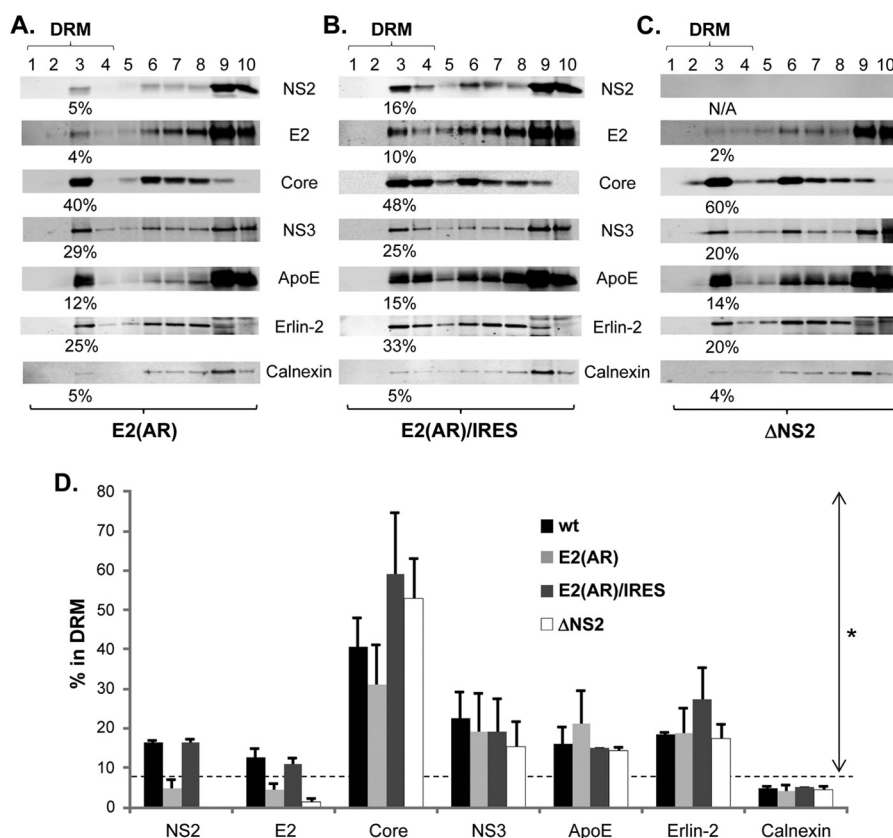 A. DRM B. DRM C. DRM
1 2 3 4 5 6 7 8 9 10 1 2 3 4 5 6 7 8 9 10 1 2 3 4 5 6 7 8 9 10
NS2 NS2
5% 16% N/A
E2 E2
4% 10% 2%
Core Core
40% 48% 60%
NS3 NS3
29% 25% 20%
ApoE ApoE
12% 15% 14%
Erlin-2 Erlin-2
25% 33% 20%
Calnexin Calnexin
5% 5% 4%
E2(AR) E2(AR)/IRES ΔNS2
D.
80
70
60
50
40
30
20
10
0
% in DRM
wt
E2(AR)
E2(AR)/IRES
ΔNS2
*
NS2 E2 Core NS3 ApoE Erlin-2 Calnexin